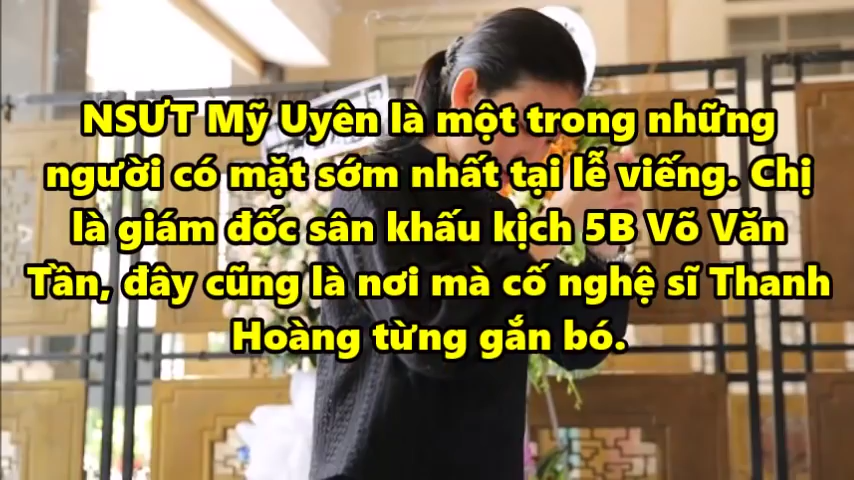 NSƯT Mỹ Uyên là một trong những
người có mặt sớm nhất tại lễ viếng. Chị
là giám đốc sân khấu kịch 5B Võ Văn
Tần, đây cũng là nơi mà cố nghệ sĩ Thanh
Hoàng từng gắn bó.